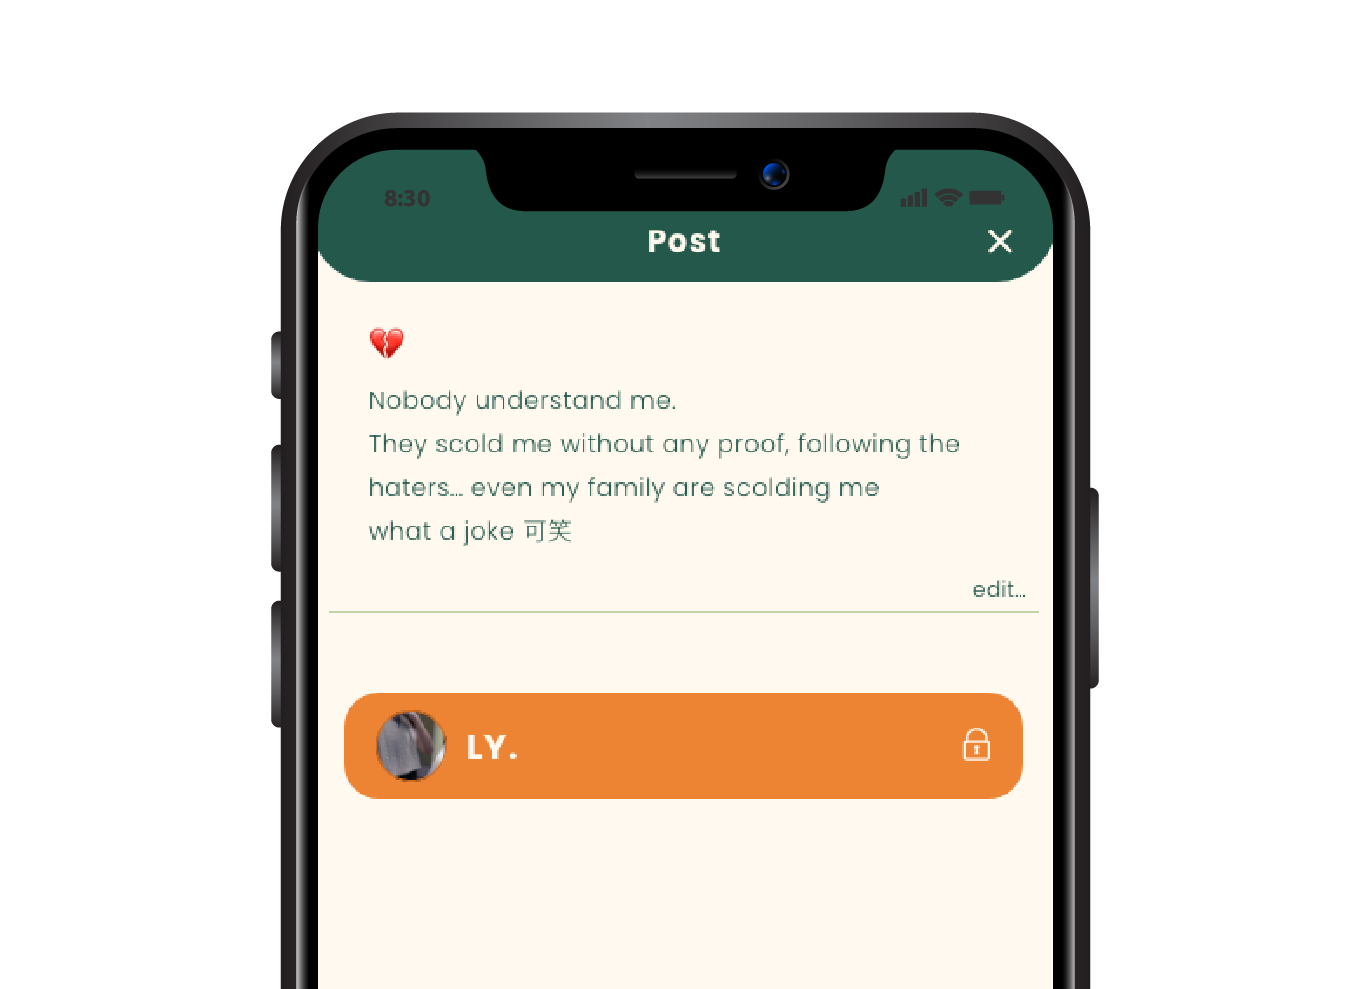 8:30
Post
💔
Nobody understand me.
They scold me without any proof, following the
haters... even my family are scolding me
what a joke 可笑
edit...
LY.